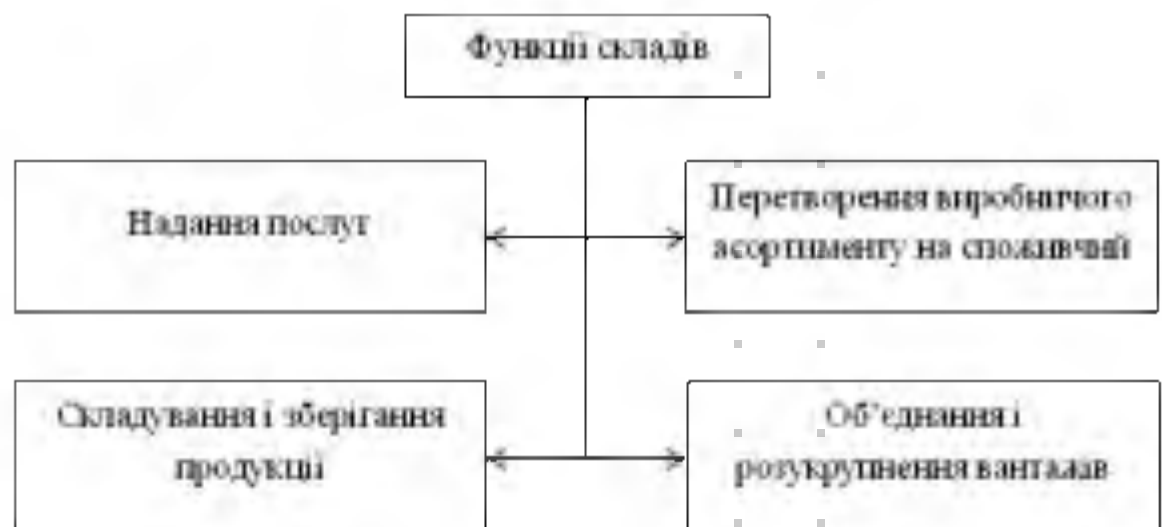 Функції складів
Надання послуг
Перетворення виробничого
асортименту на споживчий
Складування і зберігання
продукції
Об’єднання і
розукрупнення вантажів